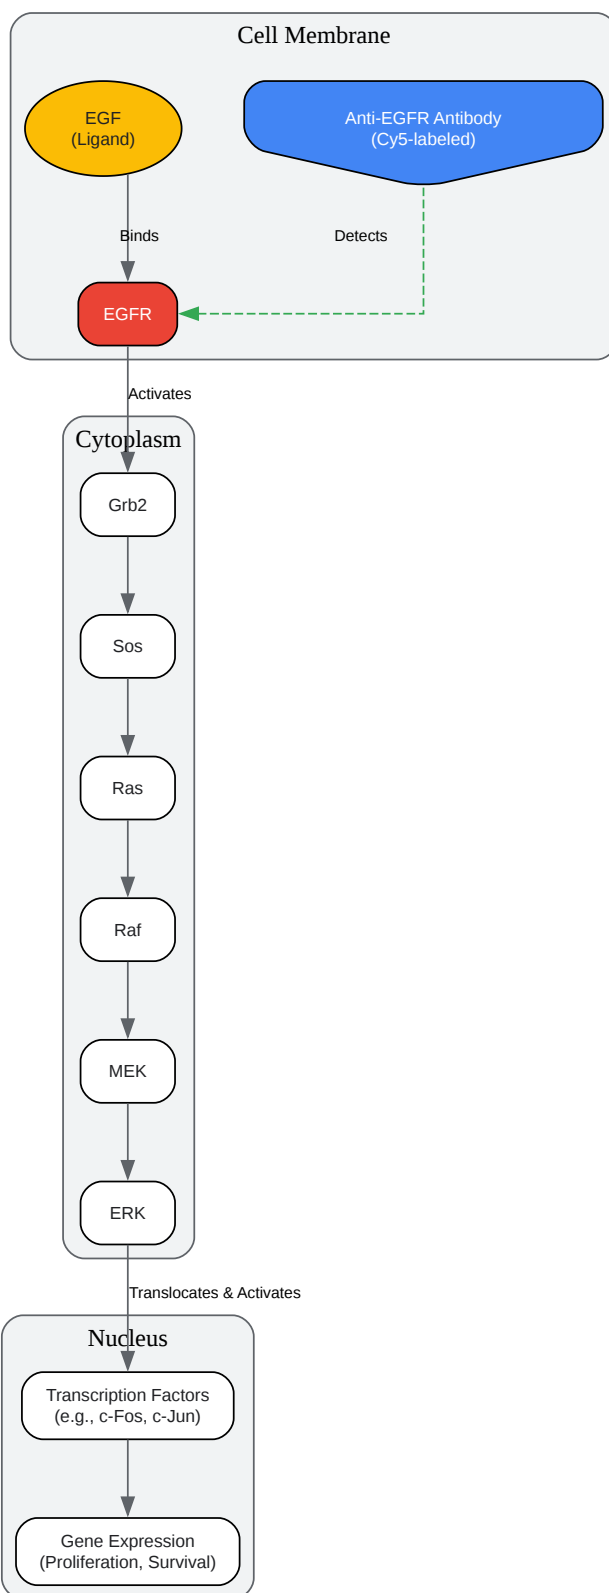 Cell Membrane
EGF
(Ligand)
Anti-EGFR Antibody
(Cy5-labeled)
Binds
Detects
EGFR
Activates
Cytoplasm
Grb2
Sos
Ras
Raf
MEK
ERK
Translocates & Activates
Nucleus
Transcription Factors
(e.g., c-Fos, c-Jun)
Gene Expression
(Proliferation, Survival)